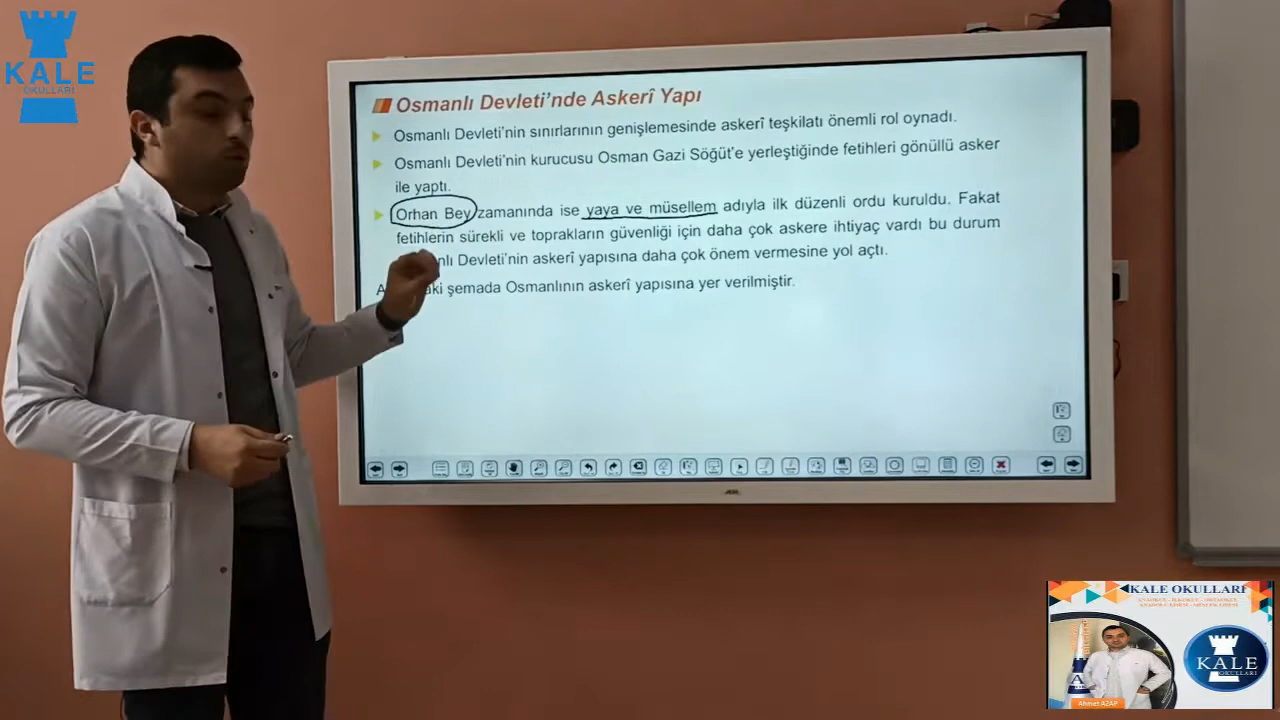 KALE
OKULLARI
Osmanlı Devleti’nde Askerî Yapı
Osmanlı Devleti’nin sınırlarının genişlemesinde askerî teşkilatı önemli rol oynadı.
Osmanlı Devleti’nin kurucusu Osman Gazi Söğüt’e yerleştiğinde fetihleri gönüllü asker
ile yaptı.
Orhan Bey zamanında ise yaya ve müsellem adıyla ilk düzenli ordu kuruldu. Fakat
fetihlerin sürekli ve toprakların güvenliği için daha çok askere ihtiyaç vardı bu durum
Devleti’nin askerî yapısına daha çok önem vermesine yol açtı.
şemada Osmanlının askerî yapısına yer verilmiştir.
KALE OKULLARI
KALE
OKULLARI
Ahmet AZAP